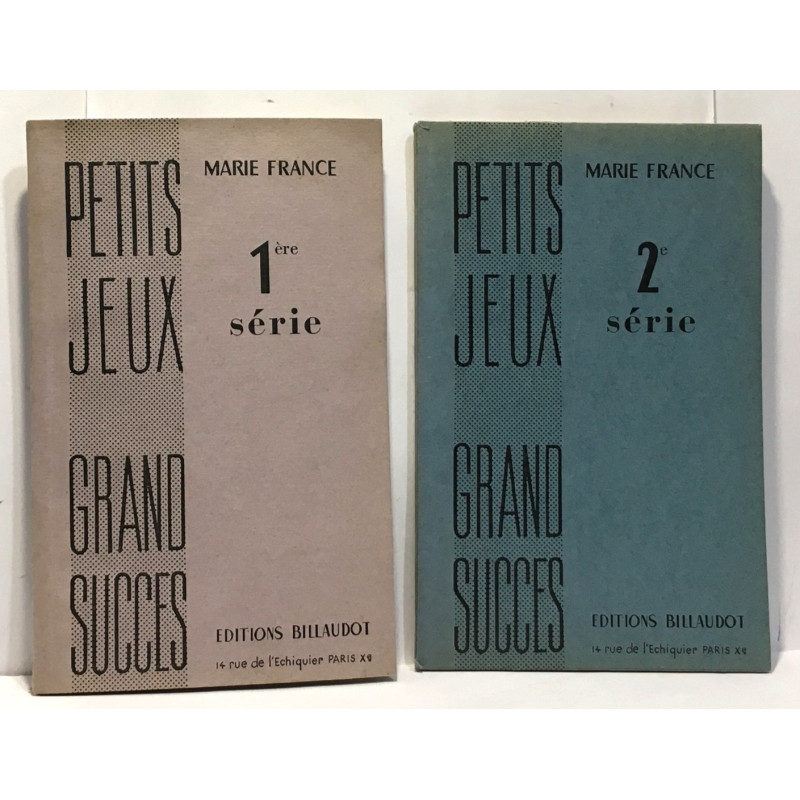 PETITS
JEUX
GRAND
SUCCES
MARIE FRANCE
1ère
série
EDITIONS BILLAUDOT
14 rue de l'Echiquier PARIS Xe
PETITS
JEUX
GRAND
SUCCES
MARIE FRANCE
2e
série
EDITIONS BILLAUDOT
14 rue de l'Echiquier PARIS Xe